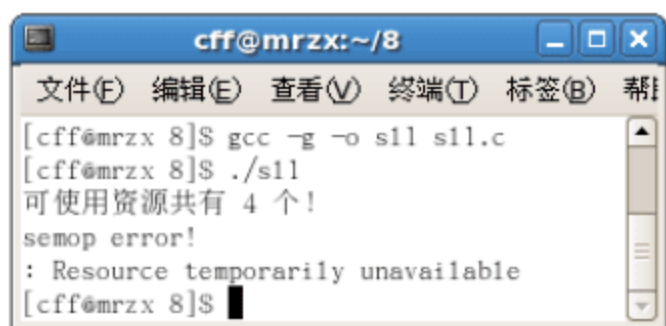 cff@mrzx:~/8
文件(F) 编辑(E) 查看(V) 终端(T) 标签(B)
[cff@mrzx 8]$ gcc -g -o s11 s11.c
[cff@mrzx 8]$ ./s11
可使用资源共有 4 个!
semop error!
: Resource temporarily unavailable
[cff@mrzx 8]$